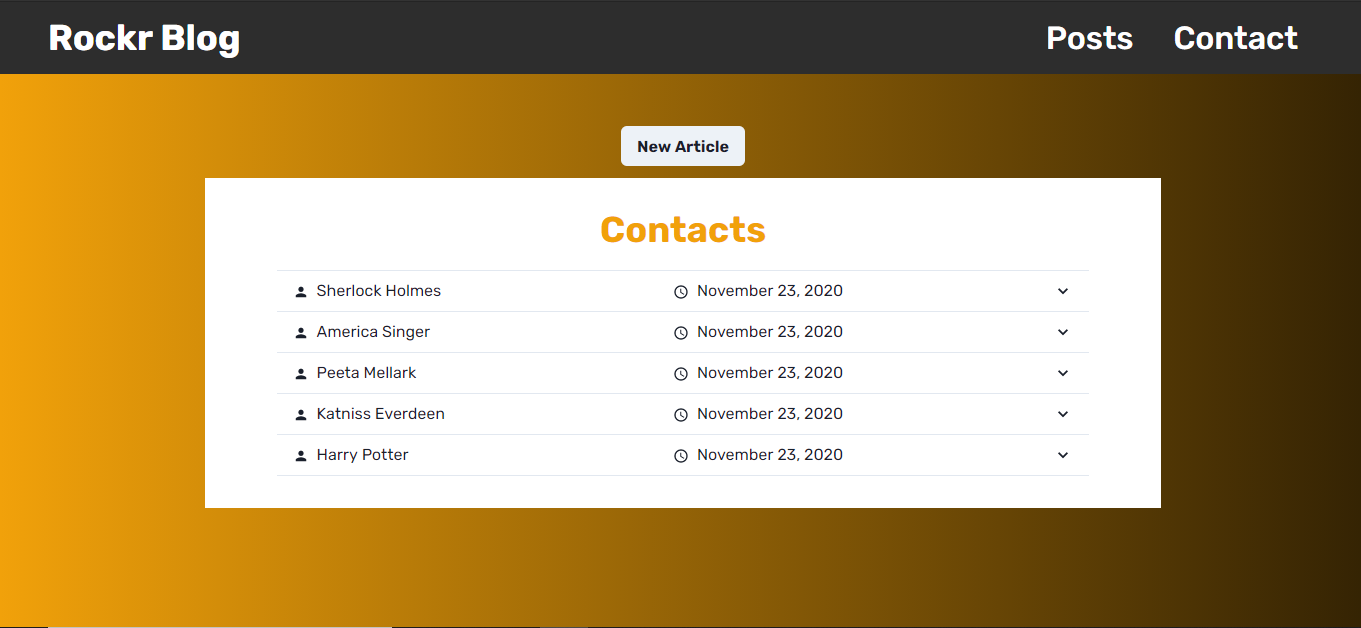 Rockr Blog Posts Contact
New Article
Contacts
Sherlock Holmes November 23, 2020
America Singer November 23, 2020
Peeta Mellark November 23, 2020
Katniss Everdeen November 23, 2020
Harry Potter November 23, 2020